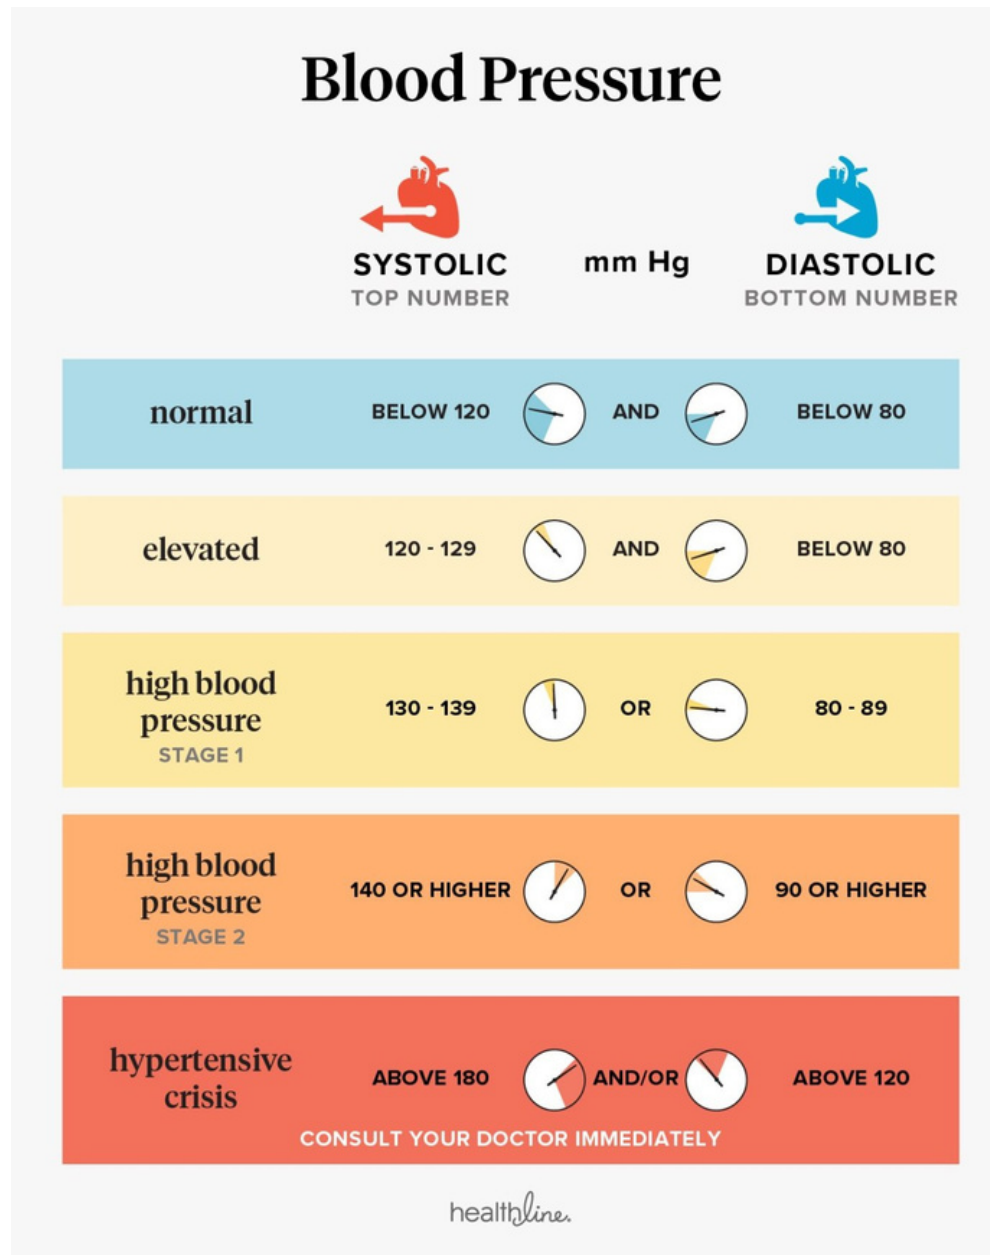 Blood Pressure
SYSTOLIC mm Hg DIASTOLIC
TOP NUMBER BOTTOM NUMBER
normal BELOW 120 AND BELOW 80
elevated 120 - 129 AND BELOW 80
high blood
pressure 130 - 139 OR 80 - 89
STAGE 1
high blood
pressure 140 OR HIGHER OR 90 OR HIGHER
STAGE 2
hypertensive
crisis ABOVE 180 AND/OR ABOVE 120
CONSULT YOUR DOCTOR IMMEDIATELY
healthline.